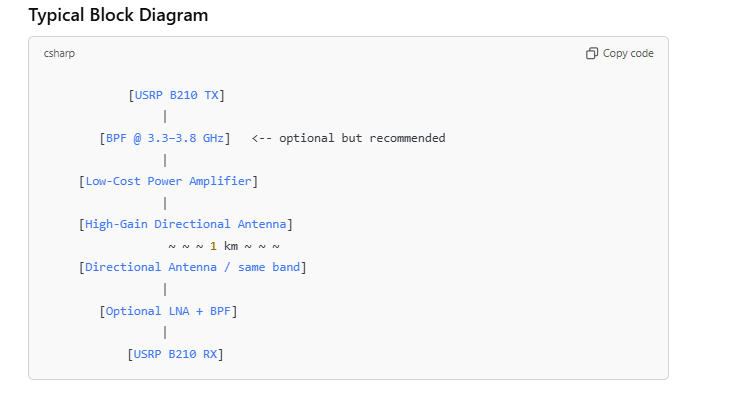 Typical Block Diagram
csharp Copy code
[USRP B210 TX]
|
[BPF @ 3.3–3.8 GHz] <-- optional but recommended
|
[Low-Cost Power Amplifier]
|
[High-Gain Directional Antenna]
~ ~ ~ 1 km ~ ~ ~
[Directional Antenna / same band]
|
[Optional LNA + BPF]
|
[USRP B210 RX]